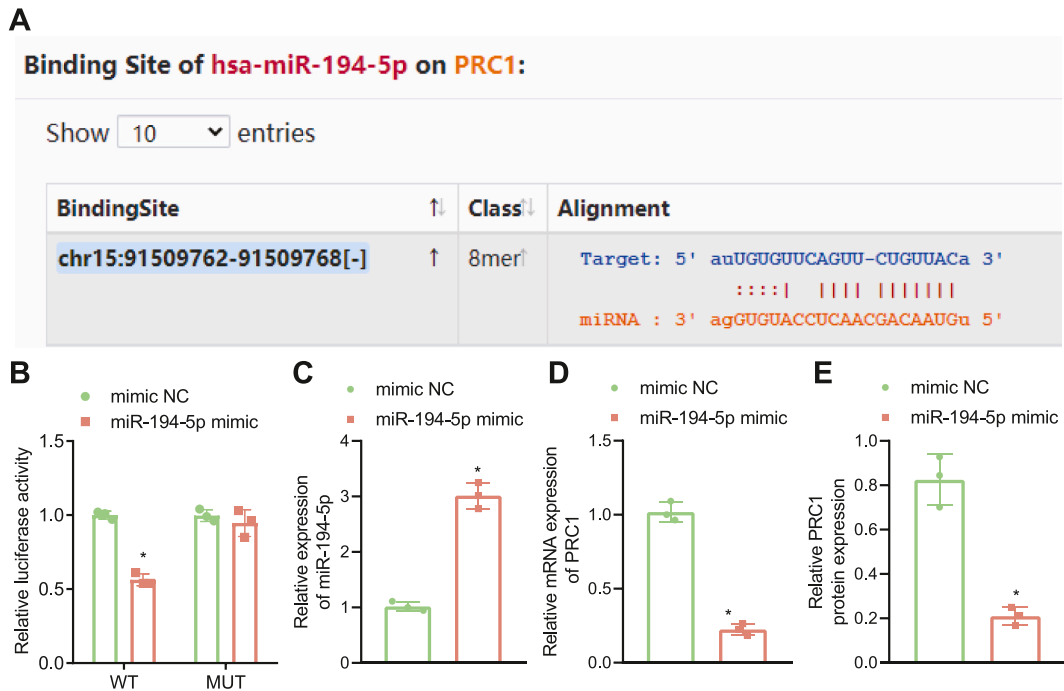 A
Binding Site of hsa-miR-194-5p on PRC1:
Show 10 entries
BindingSite Class Alignment
chr15:91509762-91509768[-] 8mer Target: 5' auUGUGUUCAGUU-CUGUUACa 3'
miRNA : 3' agGUGUACCUCAACGACAAUGu 5'
B
mimic NC
miR-194-5p mimic
Relative luciferase activity
1.5
1.0
0.5
0.0
*
WT MUT
C
mimic NC
miR-194-5p mimic
Relative expression
of miR-194-5p
4
3
2
1
0
*
D
mimic NC
miR-194-5p mimic
Relative mRNA expression
of PRC1
1.5
1.0
0.5
0.0
*
E
mimic NC
miR-194-5p mimic
Relative PRC1
protein expression
1.0
0.8
0.6
0.4
0.2
0.0
*